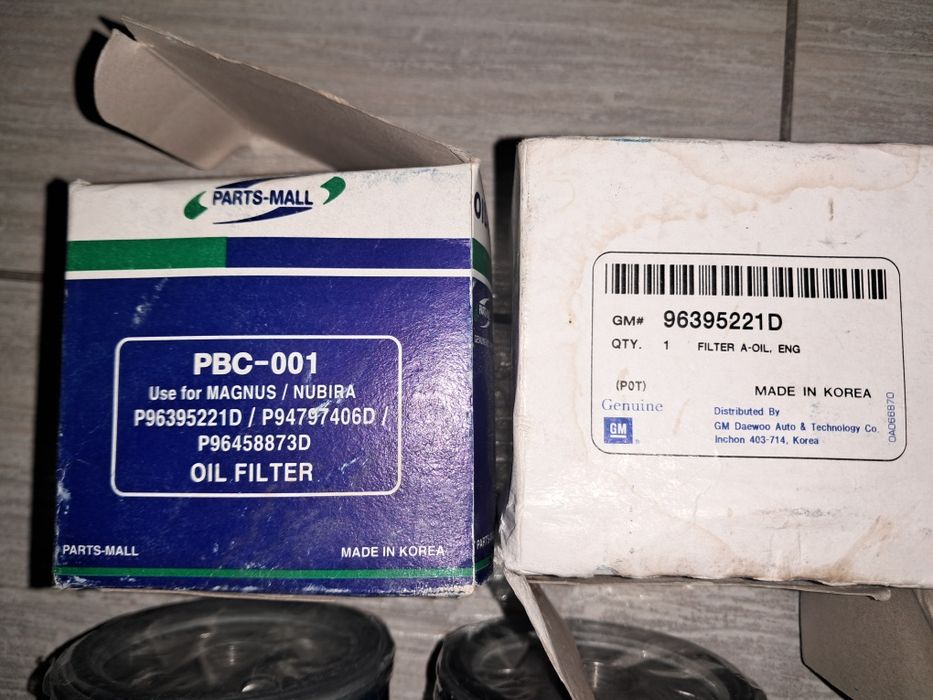 PARTS-MALL
PBC-001
Use for MAGNUS / NUBIRA
P96395221D / P94797406D /
P96458873D
OIL FILTER
PARTS-MALL
MADE IN KOREA
GM# 96395221D
QTY. 1 FILTER A-OIL, ENG
(POT)
MADE IN KOREA
Genuine
GM
Distributed By
GM Daewoo Auto & Technology Co.
Inchon 403-714, Korea
0A066870